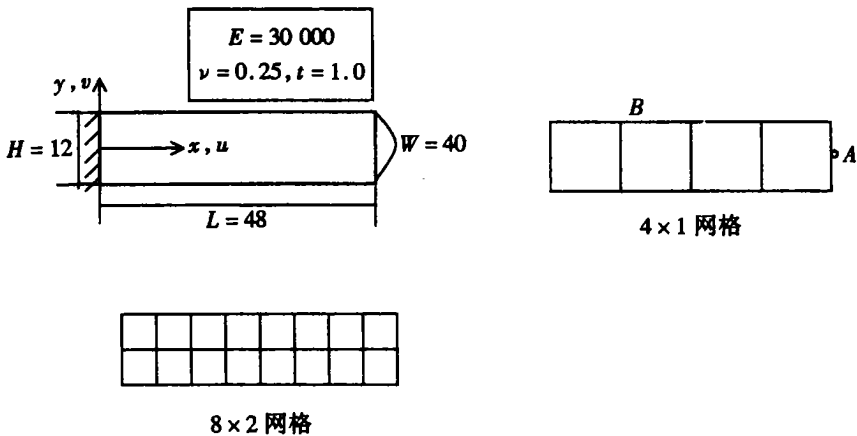 E = 30 000
ν = 0.25, t = 1.0
y, v
H = 12
x, u
W = 40
L = 48
B
A
4 × 1 网格
8 × 2 网格